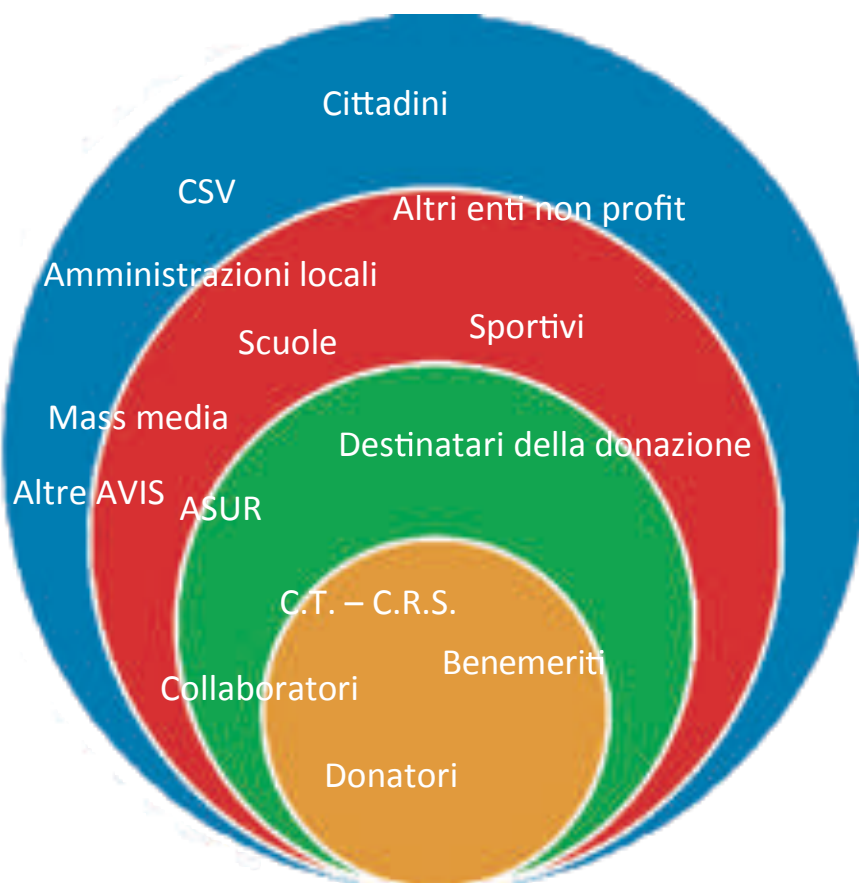 Cittadini
CSV
Altri enti non profit
Amministrazioni locali
Sportivi
Scuole
Mass media
Destinatari della donazione
Altre AVIS
ASUR
C.T. – C.R.S.
Benemeriti
Collaboratori
Donatori